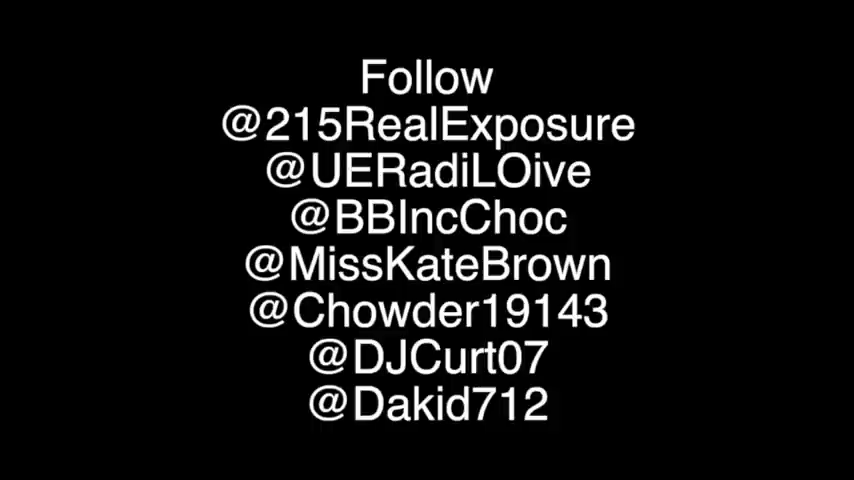 Follow
@215RealExposure
@UERadiLOive
@BBIncChoc
@MissKateBrown
@Chowder19143
@DJCurt07
@Dakid712